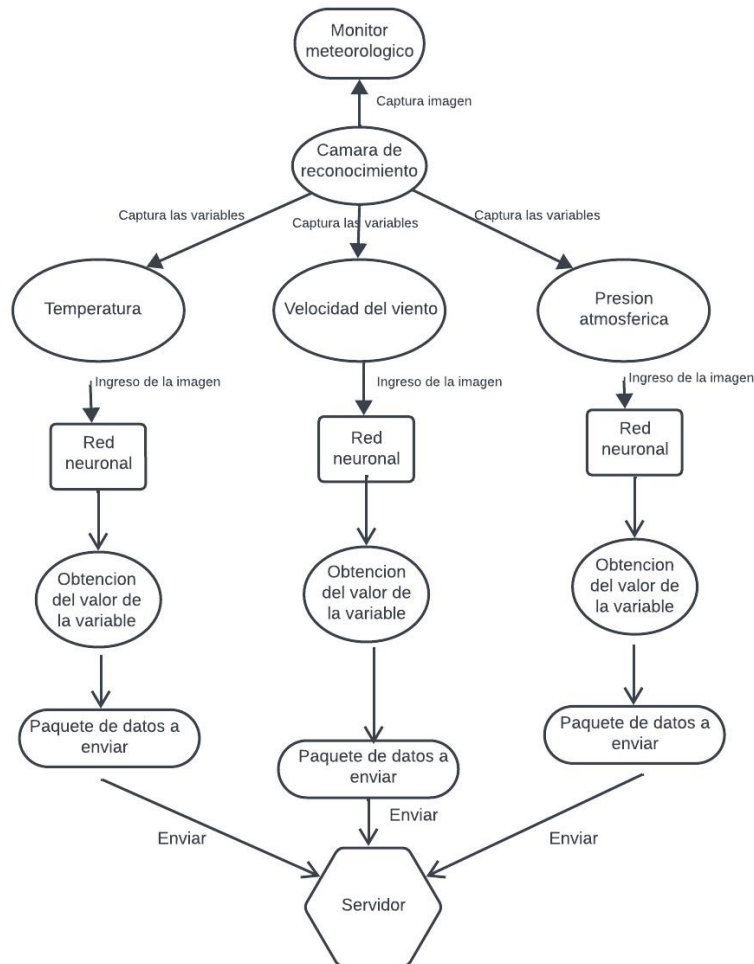 Monitor
meteorologico
Captura imagen
Camara de
reconocimiento
Captura las variables
Captura las variables
Captura las variables
Temperatura
Velocidad del viento
Presion
atmosferica
Ingreso de la imagen
Ingreso de la imagen
Ingreso de la imagen
Red
neuronal
Red
neuronal
Red
neuronal
Obtencion
del valor de
la variable
Obtencion
del valor de
la variable
Obtencion
del valor de
la variable
Paquete de datos a
enviar
Paquete de datos a
enviar
Paquete de datos a
enviar
Enviar
Enviar
Enviar
Servidor